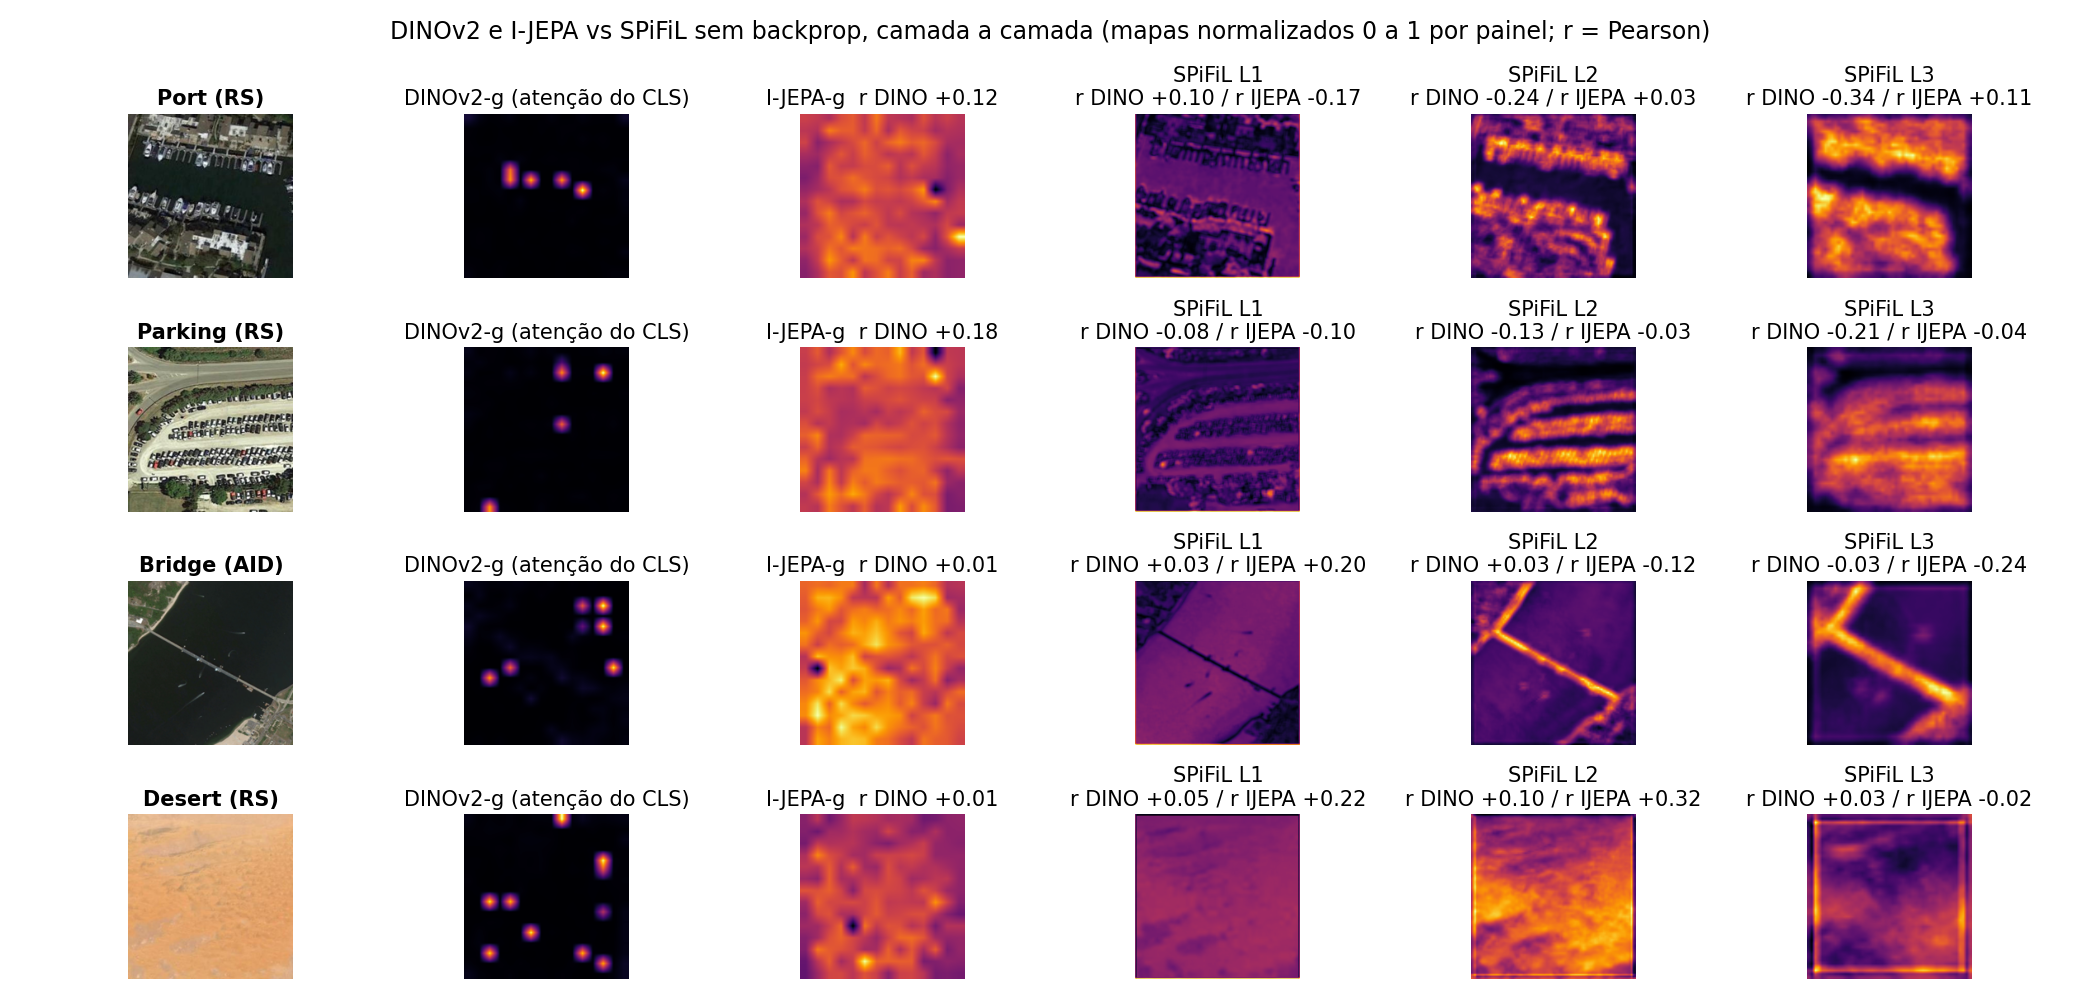 DINOv2 e I-JEPA vs SPiFiL sem backprop, camada a camada (mapas normalizados 0 a 1 por painel; r = Pearson)
Port (RS)
DINOv2-g (atenção do CLS)
I-JEPA-g  r DINO +0.12
SPiFiL L1
r DINO +0.10 / r IJEPA -0.17
SPiFiL L2
r DINO -0.24 / r IJEPA +0.03
SPiFiL L3
r DINO -0.34 / r IJEPA +0.11
Parking (RS)
DINOv2-g (atenção do CLS)
I-JEPA-g  r DINO +0.18
SPiFiL L1
r DINO -0.08 / r IJEPA -0.10
SPiFiL L2
r DINO -0.13 / r IJEPA -0.03
SPiFiL L3
r DINO -0.21 / r IJEPA -0.04
Bridge (AID)
DINOv2-g (atenção do CLS)
I-JEPA-g  r DINO +0.01
SPiFiL L1
r DINO +0.03 / r IJEPA +0.20
SPiFiL L2
r DINO +0.03 / r IJEPA -0.12
SPiFiL L3
r DINO -0.03 / r IJEPA -0.24
Desert (RS)
DINOv2-g (atenção do CLS)
I-JEPA-g  r DINO +0.01
SPiFiL L1
r DINO +0.05 / r IJEPA +0.22
SPiFiL L2
r DINO +0.10 / r IJEPA +0.32
SPiFiL L3
r DINO +0.03 / r IJEPA -0.02